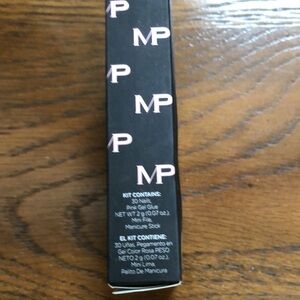 MP
MP
MP
MP
MP
MP
KIT CONTAINS:
30 Nails,
Pink Gel Glue
NET WT 2 g (0.07 oz.),
Mini File,
Manicure Stick
EL KIT CONTIENE:
30 Uñas, Pegamento en
Gel Color Rosa PESO
NETO 2 g (0.07 oz.),
Mini Lima,
Palito De Manicura